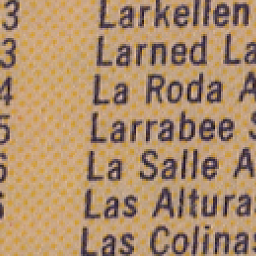 3 Larkellen
3 Larned La
4 La Roda A
5 Larrabee S
6 La Salle A
Las Alturas
Las Colinas